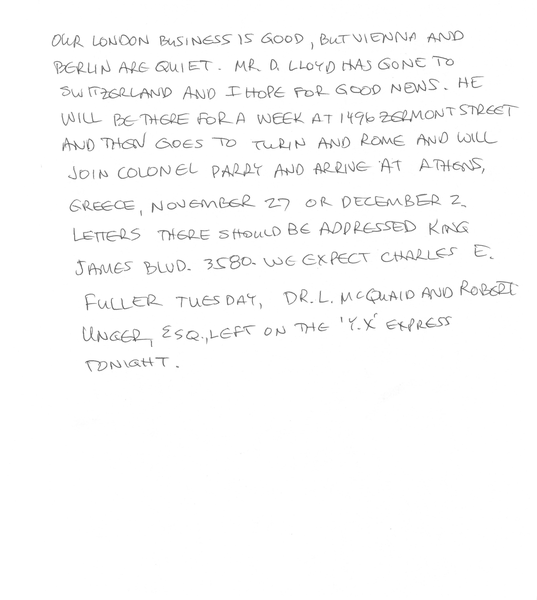 OUR LONDON BUSINESS IS GOOD, BUT VIENNA AND
BERLIN ARE QUIET. MR. D. LLOYD HAS GONE TO
SWITZERLAND AND I HOPE FOR GOOD NEWS. HE
WILL BE THERE FOR A WEEK AT 1496 ZERMONT STREET
AND THEN GOES TO TURIN AND ROME AND WILL
JOIN COLONEL PARRY AND ARRIVE AT ATHENS,
GREECE, NOVEMBER 27 OR DECEMBER 2.
LETTERS THERE SHOULD BE ADDRESSED KING
JAMES BLVD. 3580. WE EXPECT CHARLES E.
FULLER TUESDAY, DR. L. MCQUAID AND ROBERT
UNGER, ESQ., LEFT ON THE 'Y.X' EXPRESS
TONIGHT.